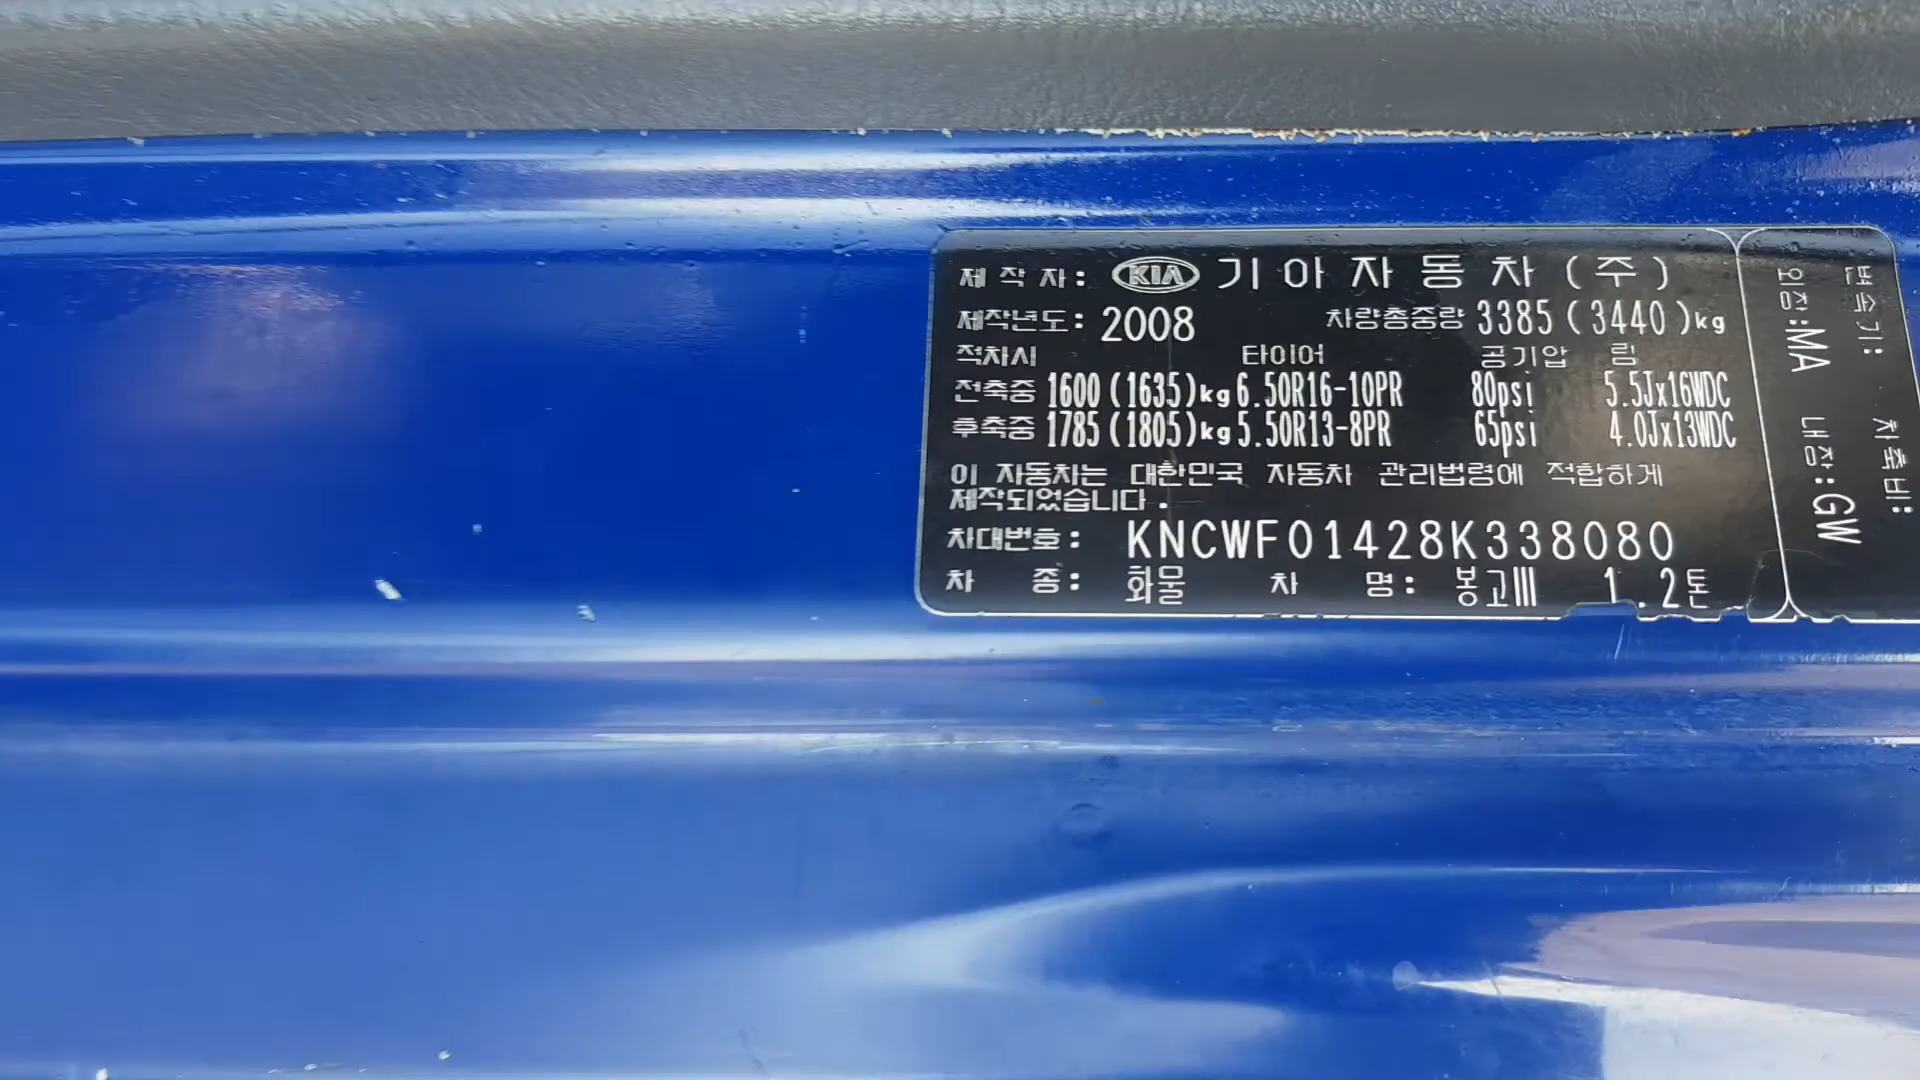 제 작 자: KIA 기아자동차(주)
제작년도: 2008 차량총중량 3385(3440)kg
적차시 타이어 공기압 림
전축중 1600(1635)kg 6.50R16-10PR 80psi 5.5Jx16WDC
후축중 1785(1805)kg 5.50R13-8PR 65psi 4.0Jx13WDC
이 자동차는 대한민국 자동차 관리법령에 적합하게
제작되었습니다.
차대번호: KNCWF01428K338080
차 종: 화물 차 명: 봉고III 1.2톤
변속기: 차축비:
외장:MA 내장:GW